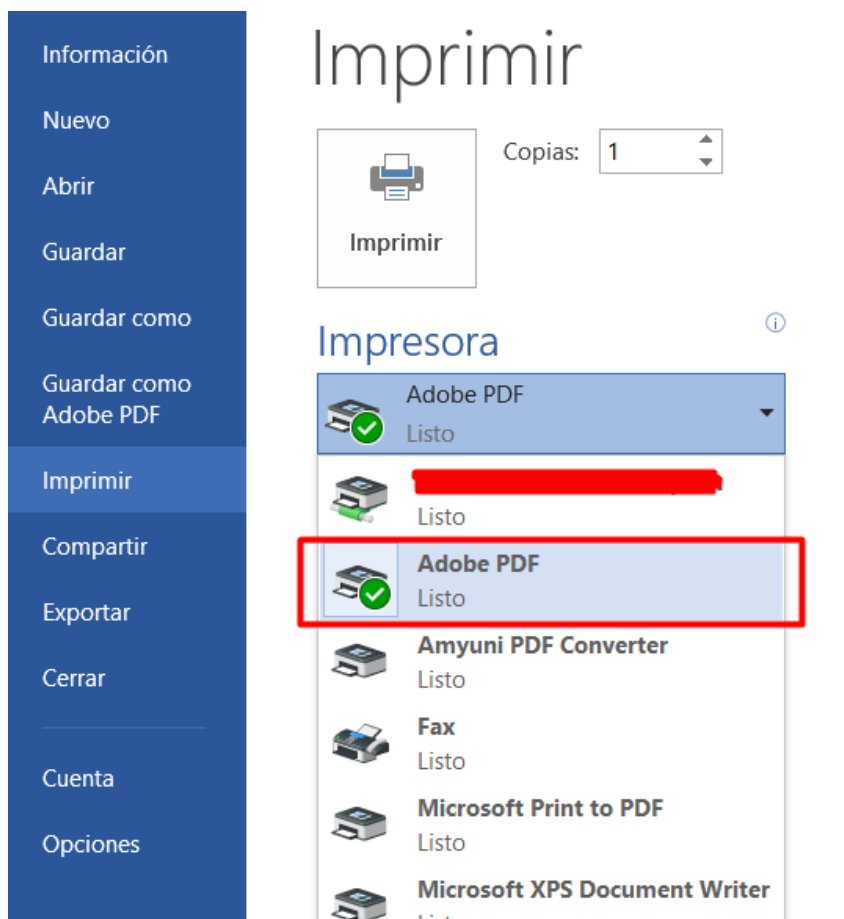 Información
Nuevo
Abrir
Guardar
Guardar como
Guardar como
Adobe PDF
Imprimir
Compartir
Exportar
Cerrar
Cuenta
Opciones
Imprimir
Imprimir
Copias: 1
Impresora
Adobe PDF
Listo
Listo
Adobe PDF
Listo
Amyuni PDF Converter
Listo
Fax
Listo
Microsoft Print to PDF
Listo
Microsoft XPS Document Writer